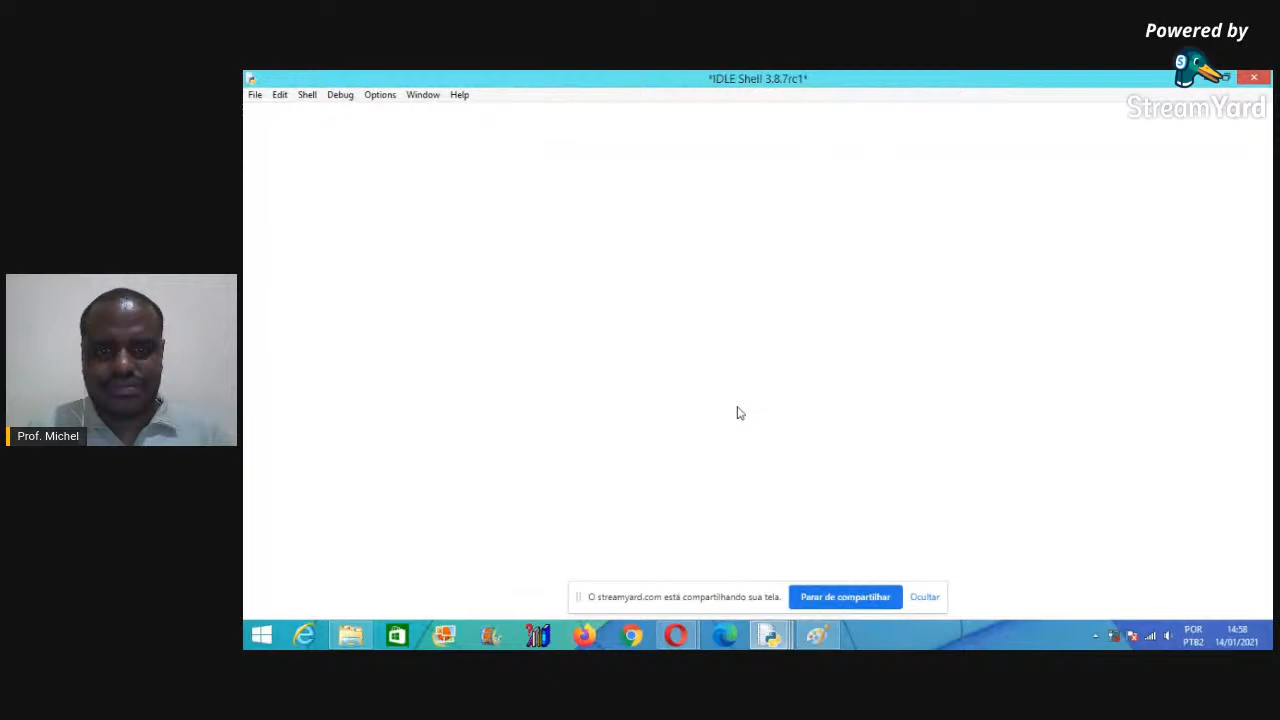 Powered by
StreamYard
*IDLE Shell 3.8.7rc1*
File Edit Shell Debug Options Window Help
Prof. Michel
O streamyard.com está compartilhando sua tela. Parar de compartilhar Ocultar
POR 14:58
PTB2 14/01/2021